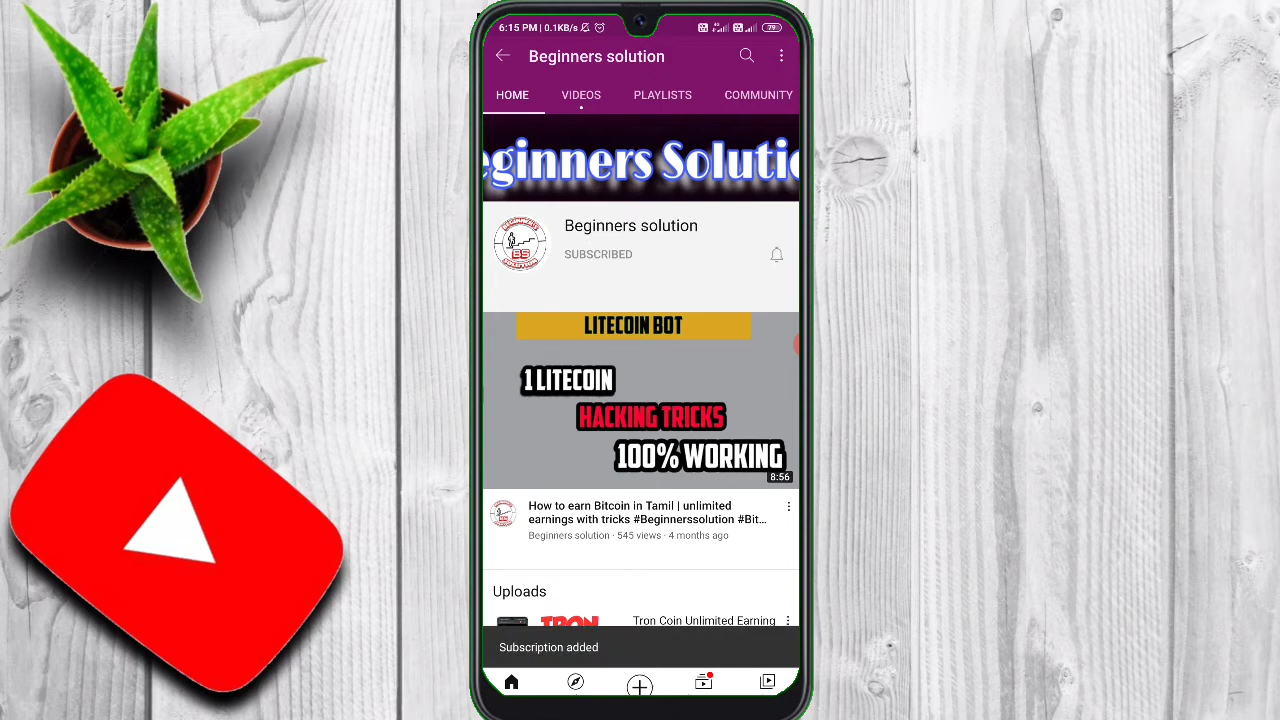 6:15 PM | 0.1KB/s
79
Beginners solution
HOME VIDEOS PLAYLISTS COMMUNITY
eginners Solutio
Beginners solution
SUBSCRIBED
BS
LITECOIN BOT
1 LITECOIN
HACKING TRICKS
100% WORKING
8:56
How to earn Bitcoin in Tamil | unlimited
earnings with tricks #Beginnerssolution #Bit...
Beginners solution · 545 views · 4 months ago
Uploads
TRON
Tron Coin Unlimited Earning
Subscription added